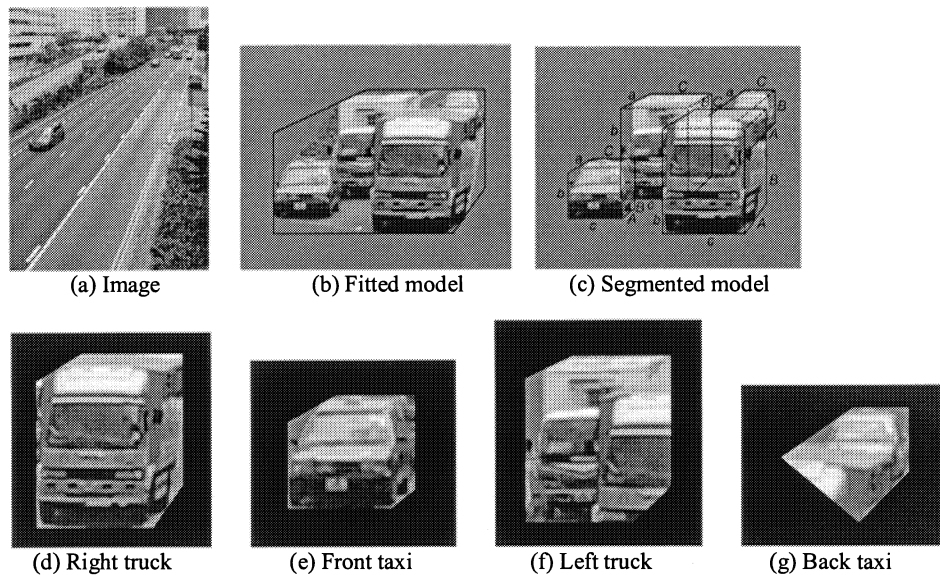 (a) Image
(b) Fitted model
(c) Segmented model
(d) Right truck
(e) Front taxi
(f) Left truck
(g) Back taxi